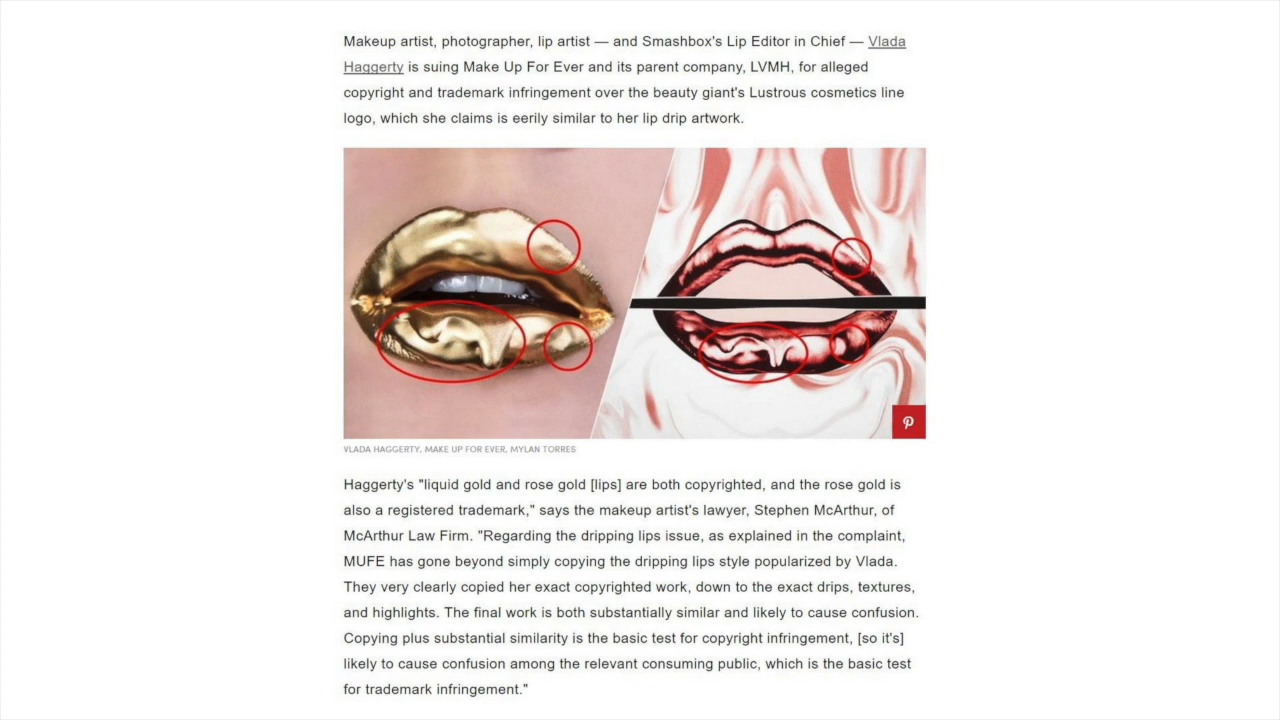 Makeup artist, photographer, lip artist — and Smashbox's Lip Editor in Chief — Vlada
Haggerty is suing Make Up For Ever and its parent company, LVMH, for alleged
copyright and trademark infringement over the beauty giant's Lustrous cosmetics line
logo, which she claims is eerily similar to her lip drip artwork.
VLADA HAGGERTY, MAKE UP FOR EVER, MYLAN TORRES
Haggerty's "liquid gold and rose gold [lips] are both copyrighted, and the rose gold is
also a registered trademark," says the makeup artist's lawyer, Stephen McArthur, of
McArthur Law Firm. "Regarding the dripping lips issue, as explained in the complaint,
MUFE has gone beyond simply copying the dripping lips style popularized by Vlada.
They very clearly copied her exact copyrighted work, down to the exact drips, textures,
and highlights. The final work is both substantially similar and likely to cause confusion.
Copying plus substantial similarity is the basic test for copyright infringement, [so it's]
likely to cause confusion among the relevant consuming public, which is the basic test
for trademark infringement."